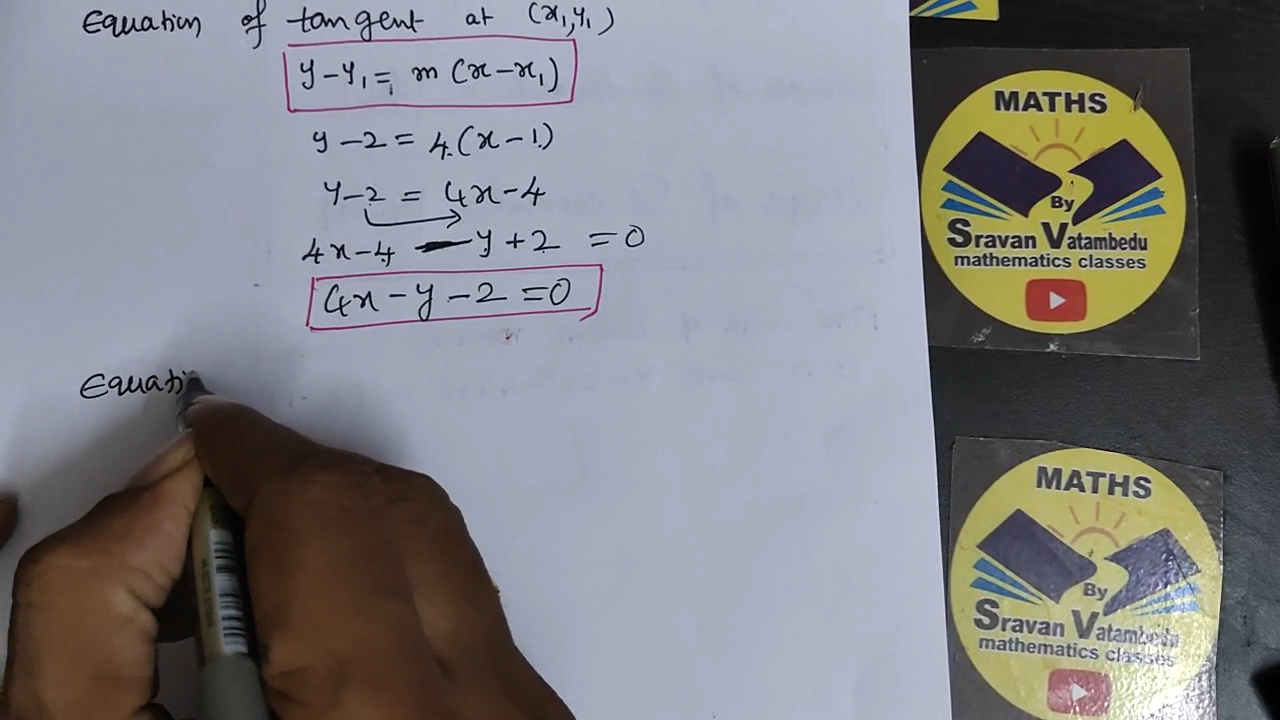 Equation of tangent at (x₁,y₁)
y-y₁ = m (x-x₁)
y-2 = 4.(x-1)
y-2 = 4x-4
4x-4 - y+2 = 0
4x-y-2=0
Equati
MATHS
By
Sravan Vatambedu
mathematics classes
MATHS
By
Sravan Vatambedu
mathematics classes